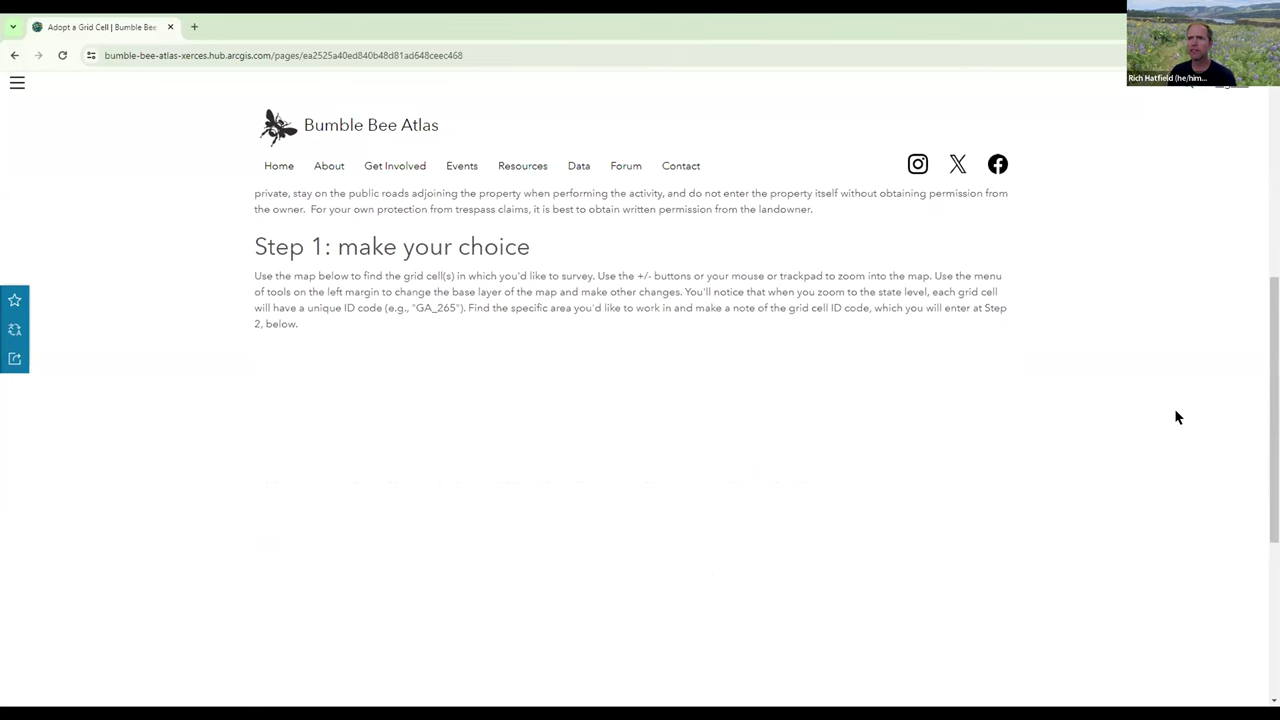 Adopt a Grid Cell | Bumble Bee
bumble-bee-atlas-xerces.hub.arcgis.com/pages/ea2525a40ed840b48d81ad648ceec468
Rich Hatfield (he/him...
Bumble Bee Atlas
Home About Get Involved Events Resources Data Forum Contact
private, stay on the public roads adjoining the property when performing the activity, and do not enter the property itself without obtaining permission from
the owner. For your own protection from trespass claims, it is best to obtain written permission from the landowner.
Step 1: make your choice
Use the map below to find the grid cell(s) in which you'd like to survey. Use the +/- buttons or your mouse or trackpad to zoom into the map. Use the menu
of tools on the left margin to change the base layer of the map and make other changes. You'll notice that when you zoom to the state level, each grid cell
will have a unique ID code (e.g., "GA_265"). Find the specific area you'd like to work in and make a note of the grid cell ID code, which you will enter at Step
2, below.